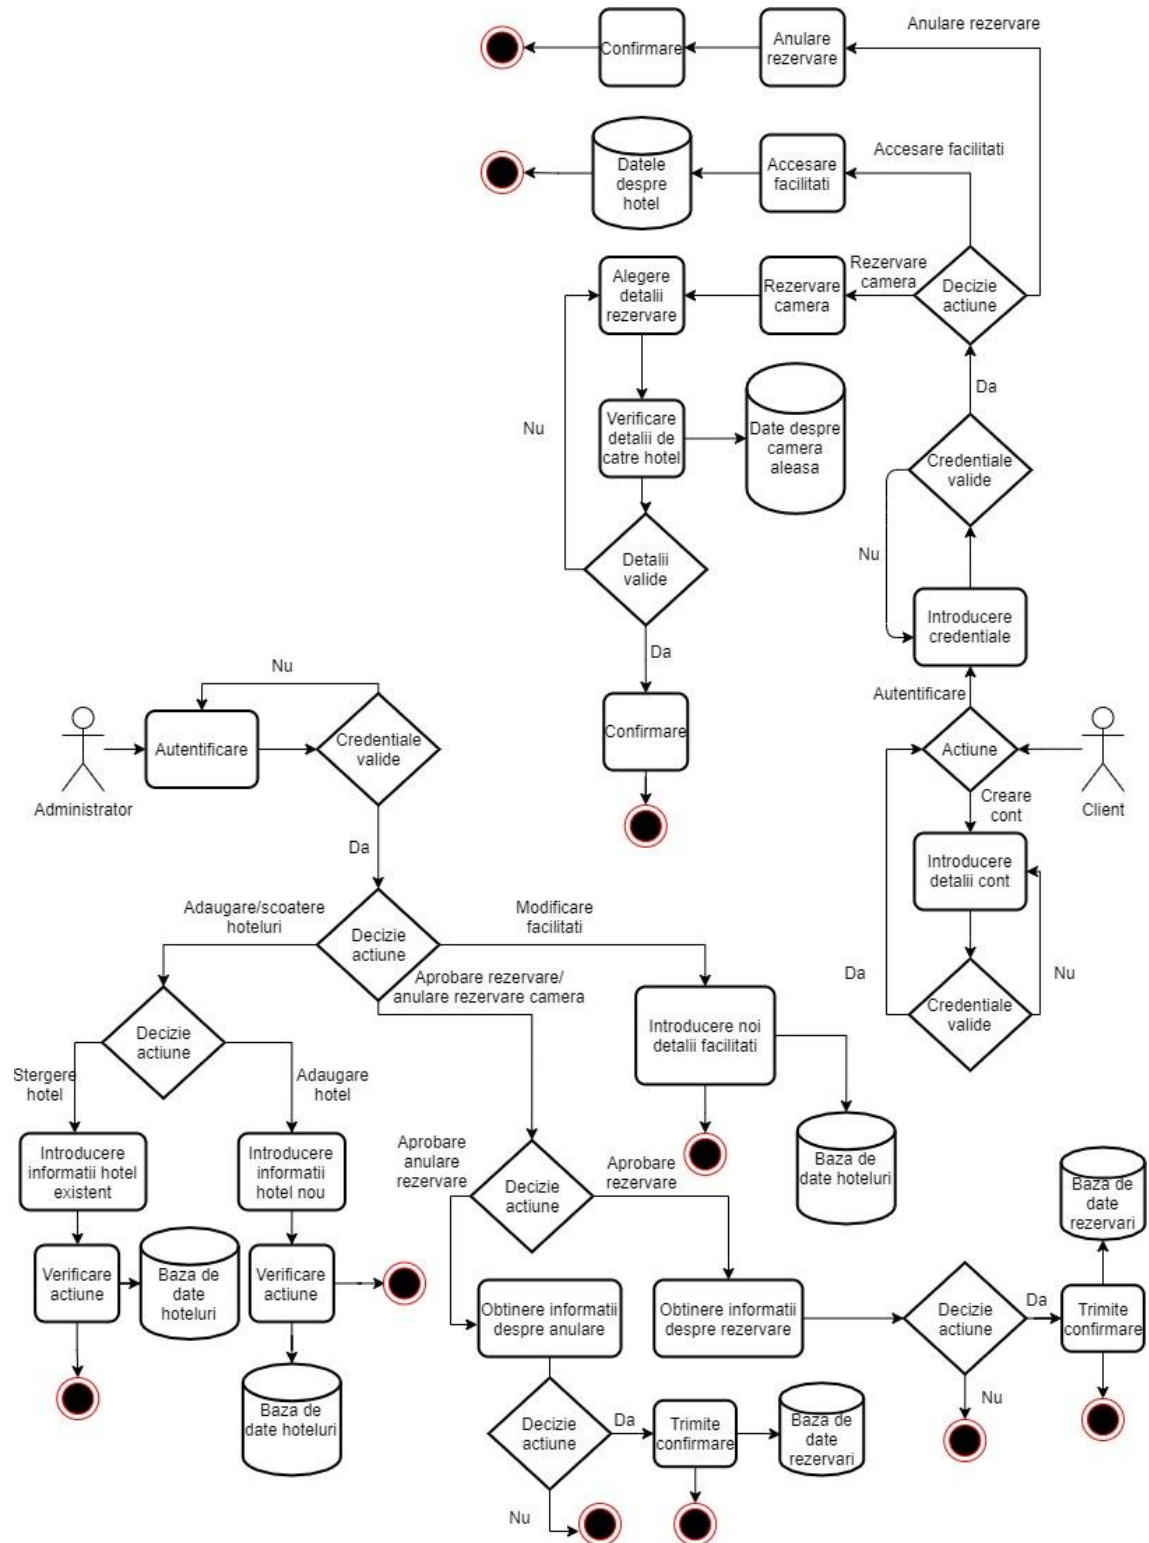 Anulare rezervare
Confirmare
Anulare
rezervare
Accesare facilitati
Datele
despre
hotel
Accesare
facilitati
Rezervare
camera
Alegere
detalii
rezervare
Rezervare
camera
Decizie
actiune
Da
Nu
Verificare
detalii de
catre hotel
Date despre
camera
aleasa
Credentiale
valide
Nu
Detalii
valide
Introducere
credentiale
Da
Nu
Autentificare
Confirmare
Autentificare
Credentiale
valide
Actiune
Administrator
Client
Creare
cont
Da
Introducere
detalii cont
Adaugare/scoatere
hoteluri
Modificare
facilitati
Decizie
actiune
Da
Nu
Aprobare rezervare/
anulare rezervare camera
Credentiale
valide
Introducere noi
detalii facilitati
Decizie
actiune
Stergere
hotel
Adaugare
hotel
Introducere
informatii hotel
existent
Introducere
informatii
hotel nou
Aprobare
anulare
rezervare
Aprobare
rezervare
Decizie
actiune
Baza de
date hoteluri
Baza de
date
rezervari
Verificare
actiune
Baza de
date
hoteluri
Verificare
actiune
Obtinere informatii
despre anulare
Obtinere informatii
despre rezervare
Decizie
actiune
Da
Trimite
confirmare
Nu
Baza de
date hoteluri
Decizie
actiune
Da
Trimite
confirmare
Baza de
date
rezervari
Nu